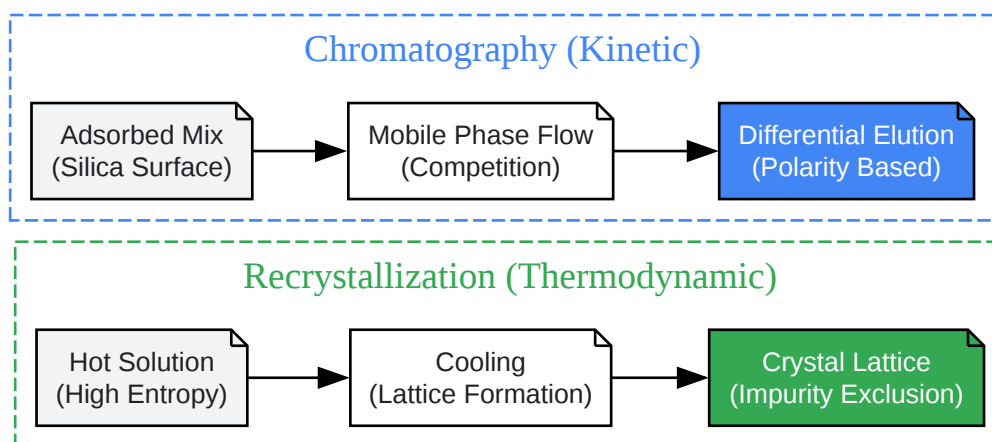 Chromatography (Kinetic)
Adsorbed Mix
(Silica Surface)
Mobile Phase Flow
(Competition)
Differential Elution
(Polarity Based)
Recrystallization (Thermodynamic)
Hot Solution
(High Entropy)
Cooling
(Lattice Formation)
Crystal Lattice
(Impurity Exclusion)